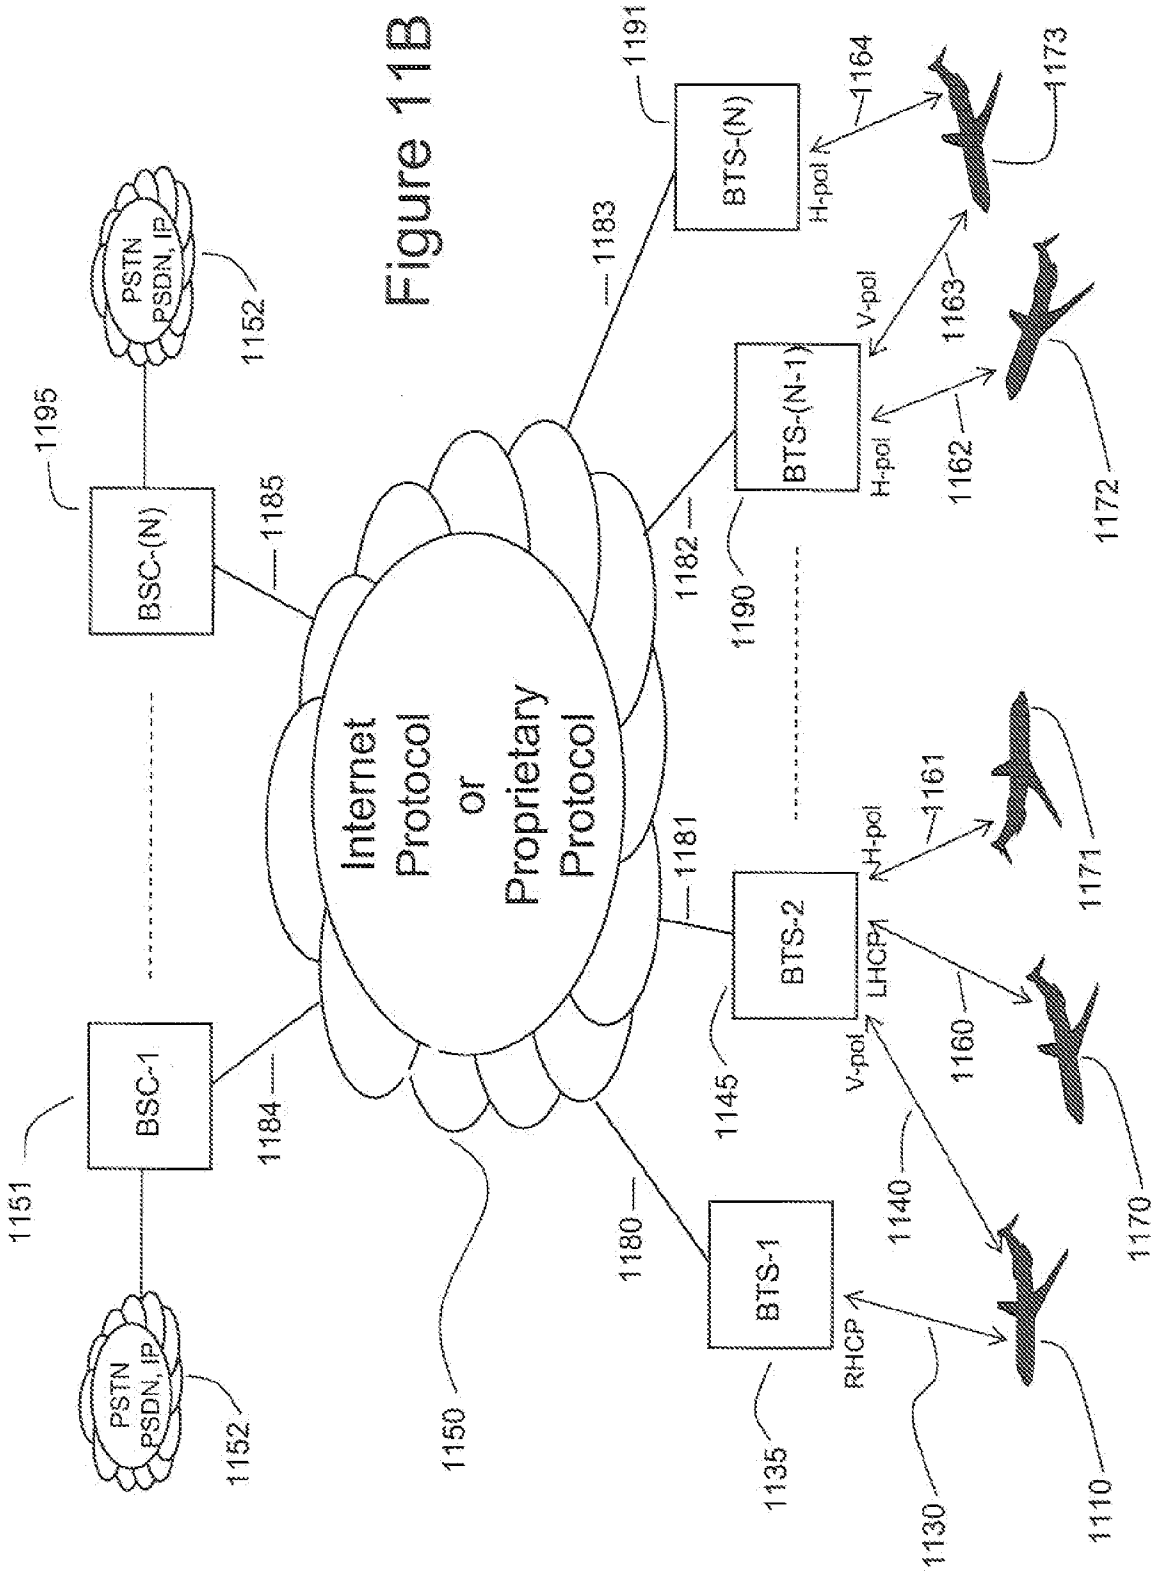 PSTN
PSDN, IP
1152
1151
BSC-1
1184
BSC-(N)
1195
1185
PSTN
PSDN, IP
1152
Figure 11B
Internet
Protocol
or
Proprietary
Protocol
1150
1180
1181
1182
1183
BTS-1
1135
BTS-2
1145
BTS-(N-1)
1190
BTS-(N)
1191
RHCP
V-pol
LHCP
H-pol
H-pol
V-pol
H-pol
1130
1140
1160
1161
1162
1163
1164
1110
1170
1171
1172
1173